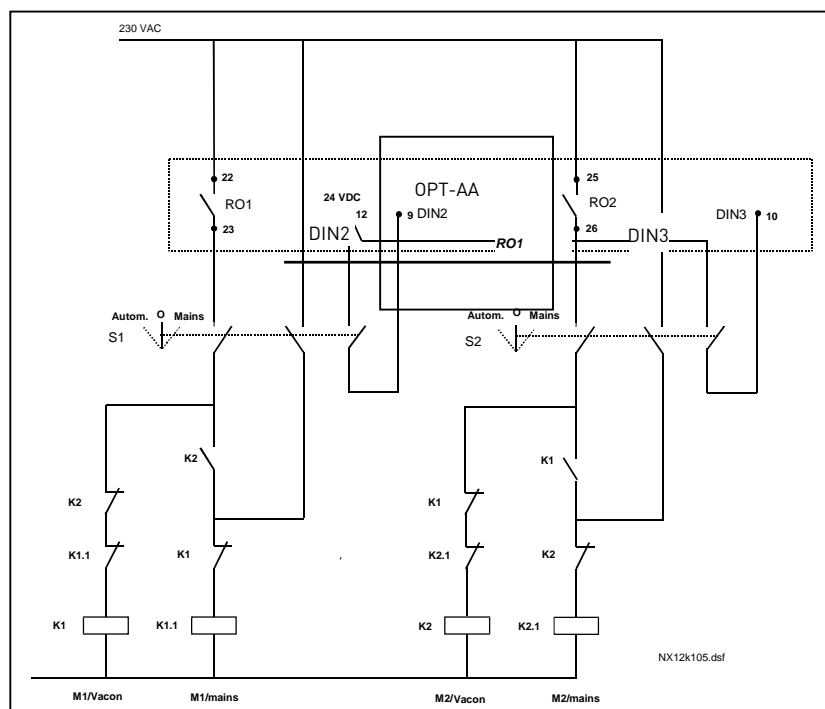 230 VAC
22
RO1
23
24 VDC
12
DIN2
OPT-AA
9 DIN2
RO1
25
RO2
26
DIN3
DIN3 10
Autom. O Mains
S1
Autom. O Mains
S2
K2
K1
K2
K1
K1.1
K1
K2.1
K2
K1
K1.1
K2
K2.1
NX12k105.dsf
M1/Vacon
M1/mains
M2/Vacon
M2/mains